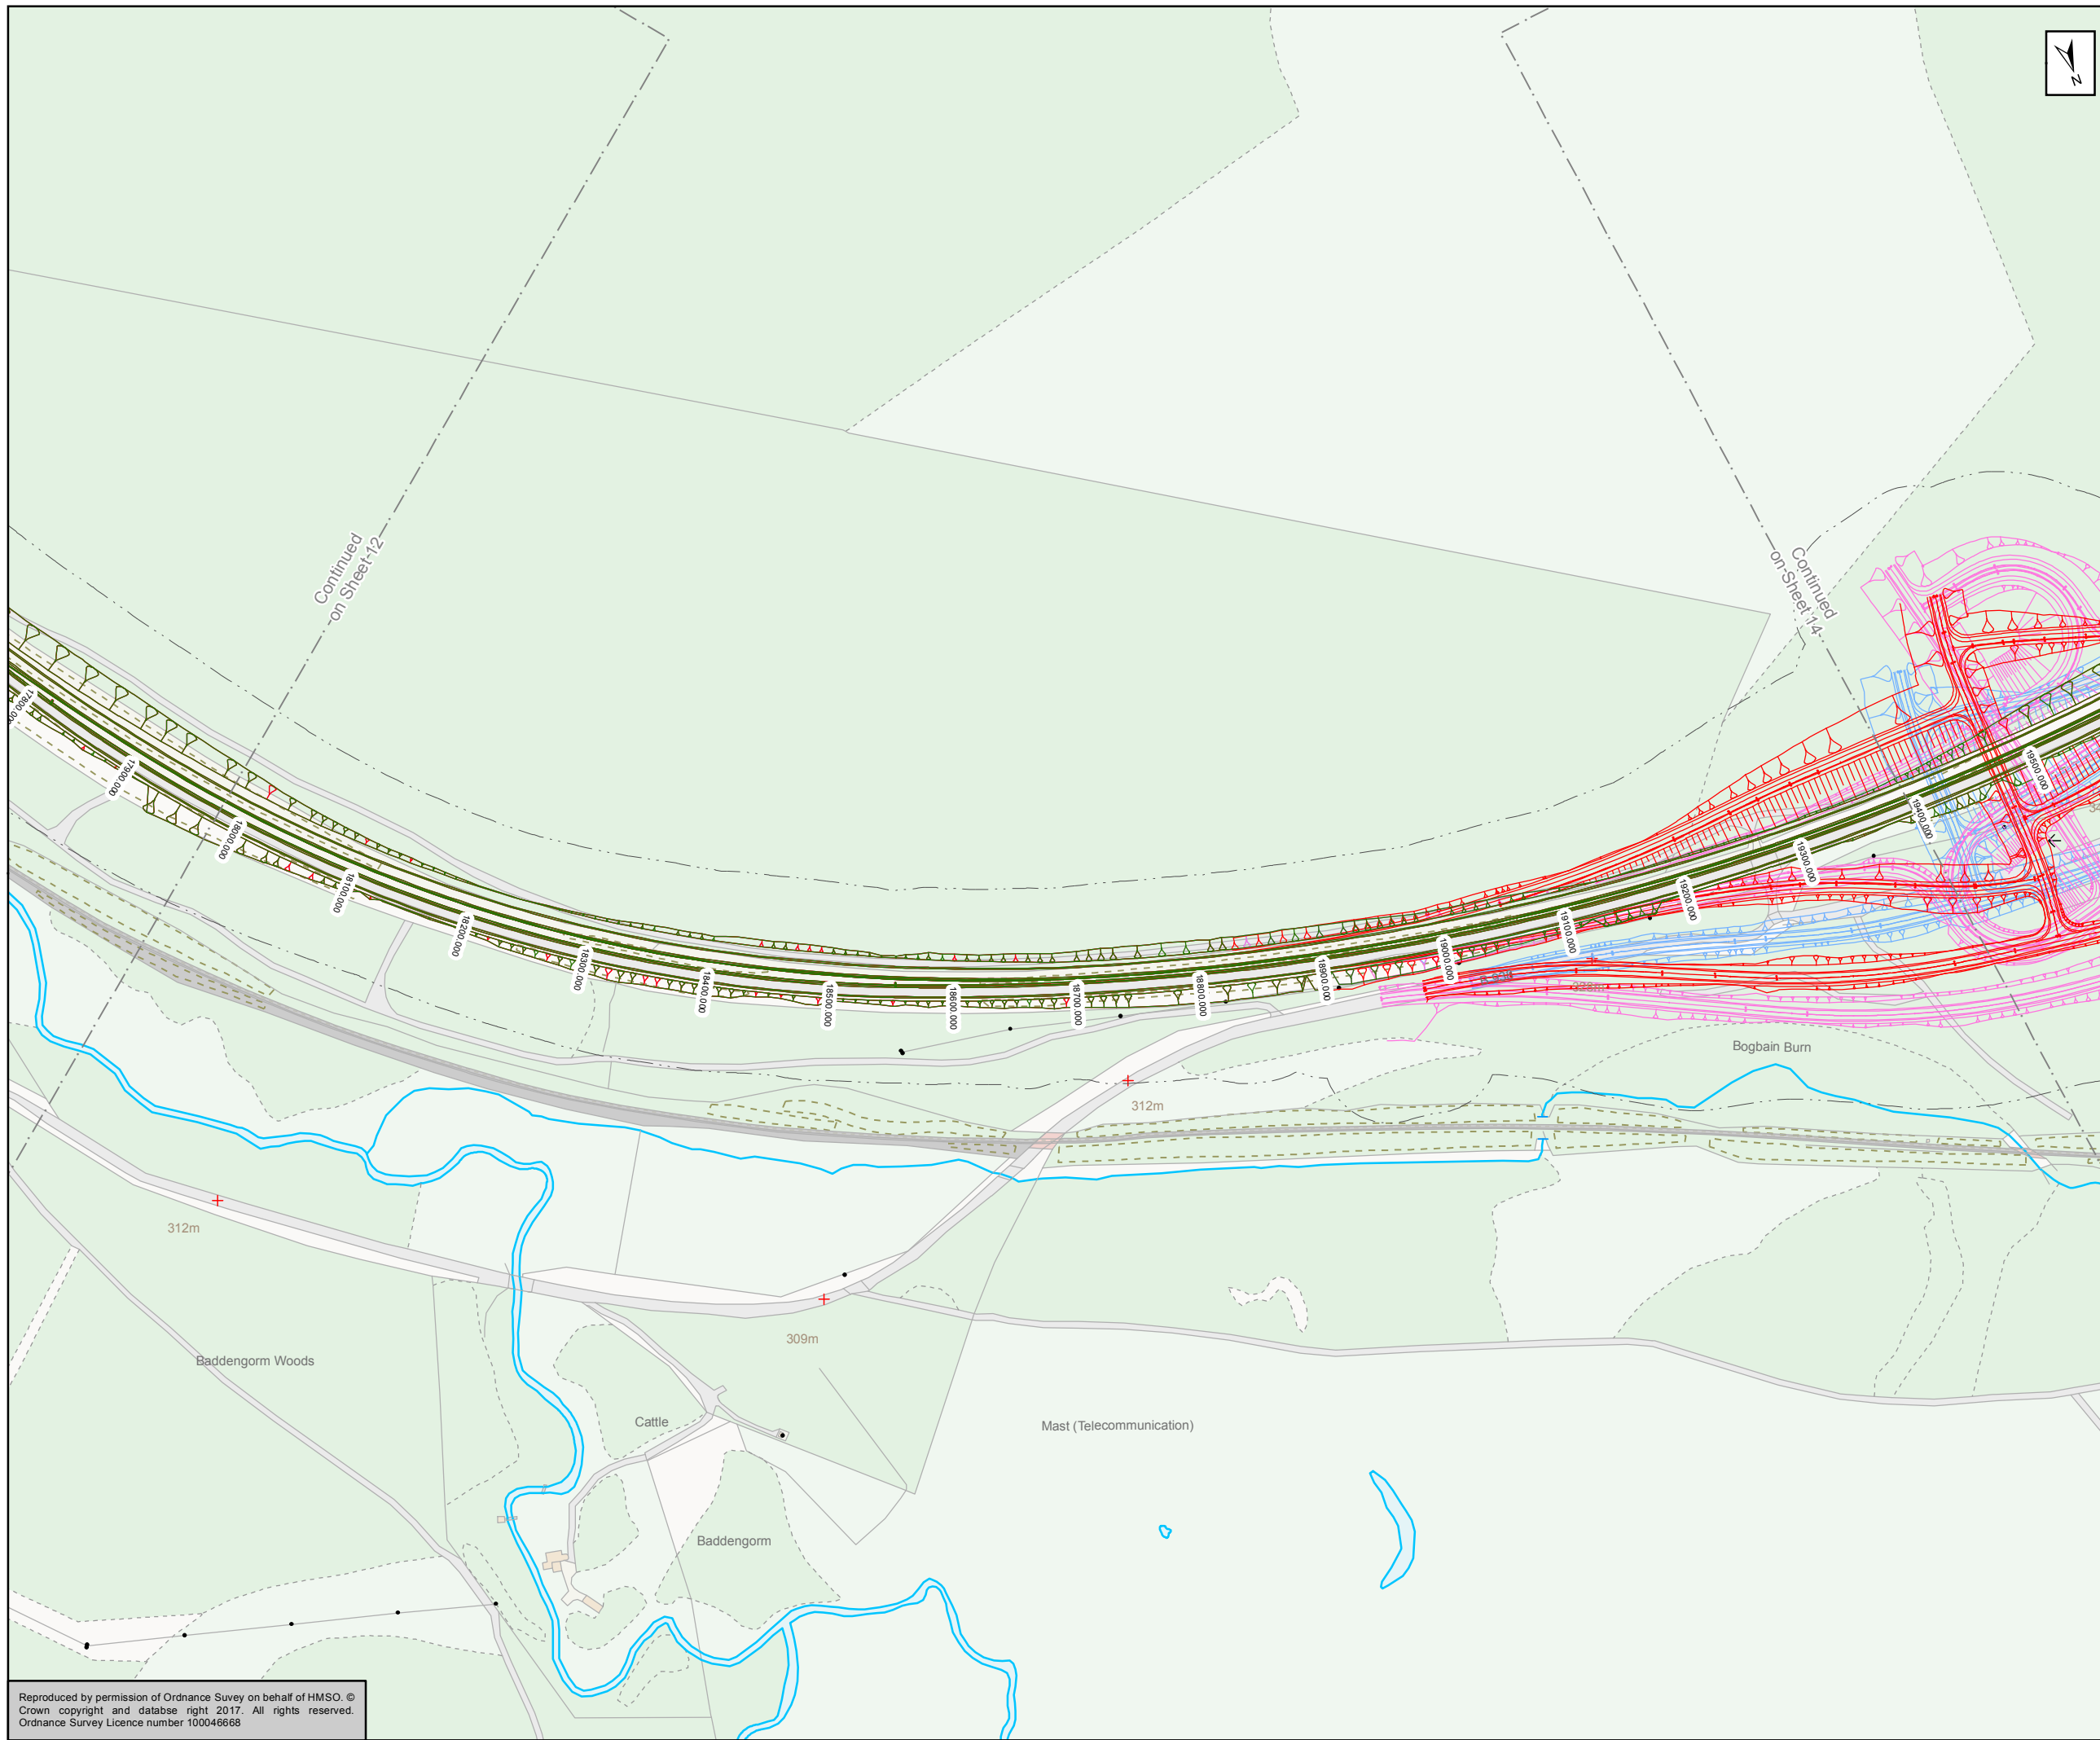 N
Continued
on Sheet 12
Continued
on Sheet 14
17800.000
17900.000
18000.000
18100.000
18200.000
18300.000
18400.000
18500.000
18600.000
18700.000
18800.000
18900.000
19000.000
19100.000
19200.000
19300.000
19400.000
19500.000
Bogbain Burn
312m
312m
309m
Baddengorm Woods
Cattle
Mast (Telecommunication)
Baddengorm
Reproduced by permission of Ordnance Suvey on behalf of HMSO. ©
Crown copyright and databse right 2017. All rights reserved.
Ordnance Survey Licence number 100046668